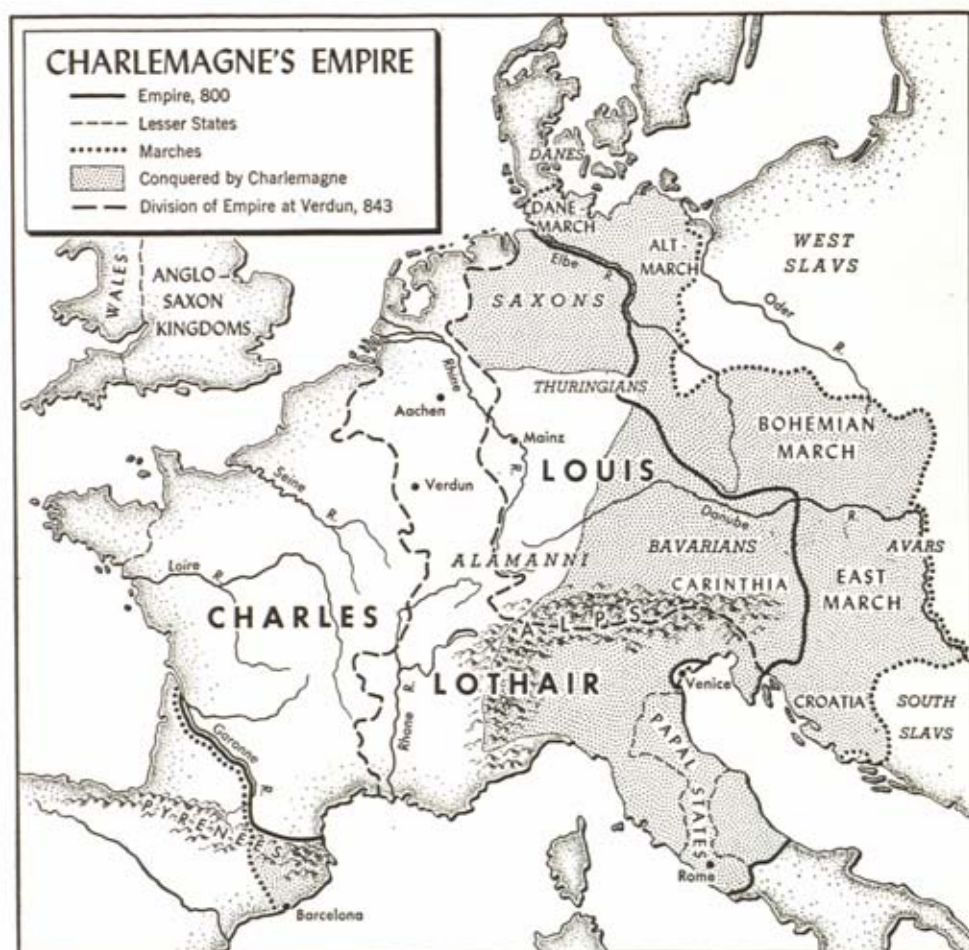 CHARLEMAGNE'S EMPIRE
Empire, 800
Lesser States
Marches
Conquered by Charlemagne
Division of Empire at Verdun, 843
DANES
DANE-
MARCH
ALT-
MARCH
WEST
SLAVS
WALES
ANGLO
SAXON
KINGDOMS
Elbe R.
SAXONS
Oder R.
THURINGIANS
Rhine R.
Aachen
Mainz
BOHEMIAN
MARCH
LOUIS
Verdun
Seine R.
Danube R.
BAVARIANS
AVARS
ALAMANNI
CARINTHIA
EAST
MARCH
Loire R.
CHARLES
ALPS
LOTHAIR
Venice
CROATIA
SOUTH
SLAVS
Rhone R.
Garonne R.
PAPAL STATES
PYRENEES
Rome
Barcelona